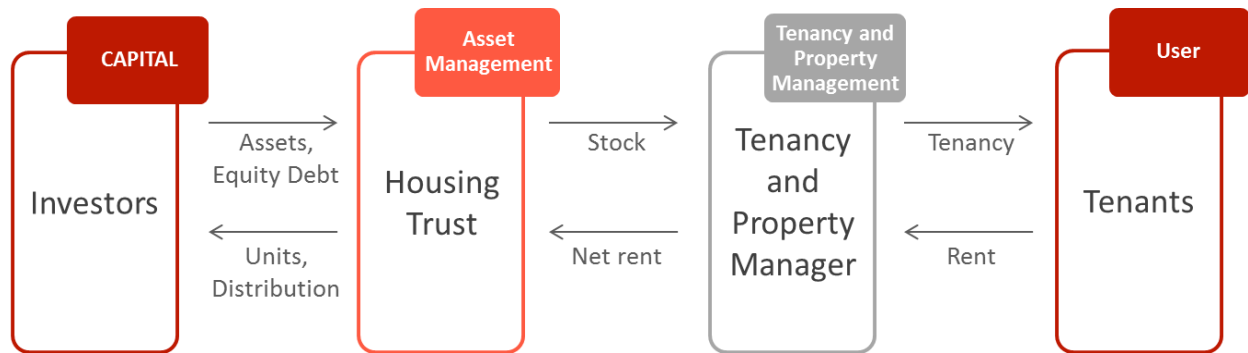 CAPITAL
Investors
Assets,
Equity Debt
Units,
Distribution
Asset
Management
Housing
Trust
Stock
Net rent
Tenancy and
Property
Management
Tenancy
and
Property
Manager
Tenancy
Rent
User
Tenants